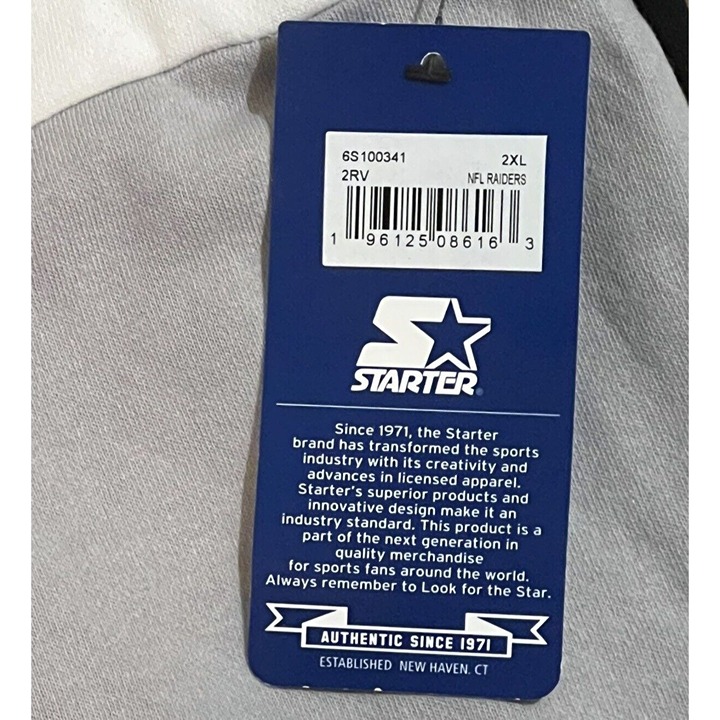 6S100341 2XL
2RV NFL RAIDERS
1 96125 08616 3
STARTER®
Since 1971, the Starter
brand has transformed the sports
industry with its creativity and
advances in licensed apparel.
Starter's superior products and
innovative design make it an
industry standard. This product is a
part of the next generation in
quality merchandise
for sports fans around the world.
Always remember to Look for the Star.
AUTHENTIC SINCE 1971
ESTABLISHED NEW HAVEN. CT